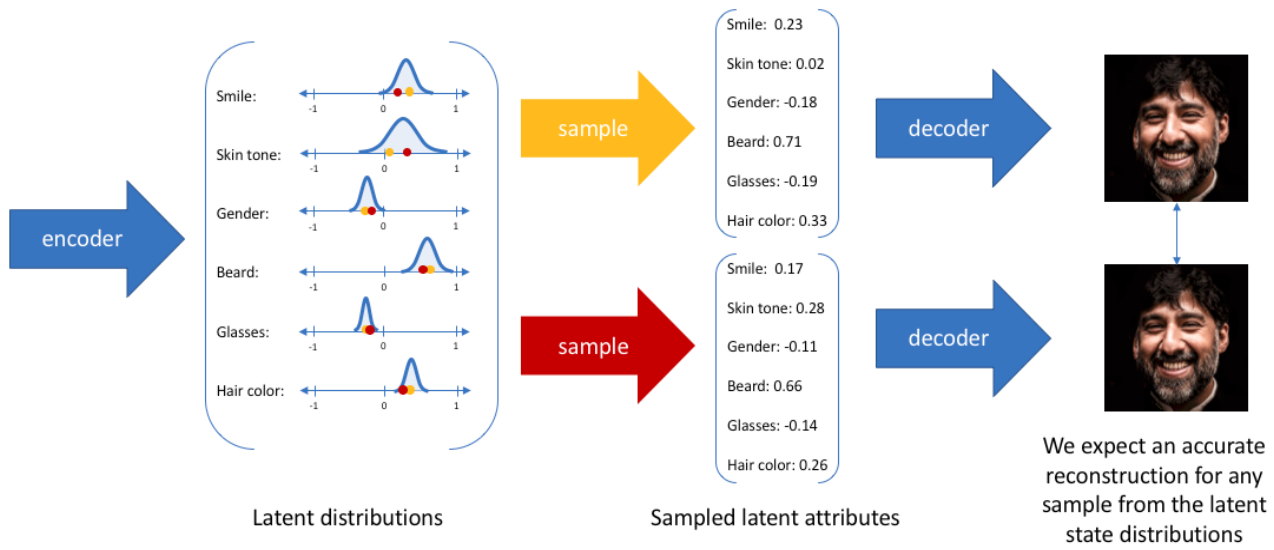 encoder
Smile:
-1 0 1
Skin tone:
-1 0 1
Gender:
-1 0 1
Beard:
-1 0 1
Glasses:
-1 0 1
Hair color:
-1 0 1
Latent distributions
sample
Smile: 0.23
Skin tone: 0.02
Gender: -0.18
Beard: 0.71
Glasses: -0.19
Hair color: 0.33
decoder
sample
Smile: 0.17
Skin tone: 0.28
Gender: -0.11
Beard: 0.66
Glasses: -0.14
Hair color: 0.26
decoder
Sampled latent attributes
We expect an accurate
reconstruction for any
sample from the latent
state distributions